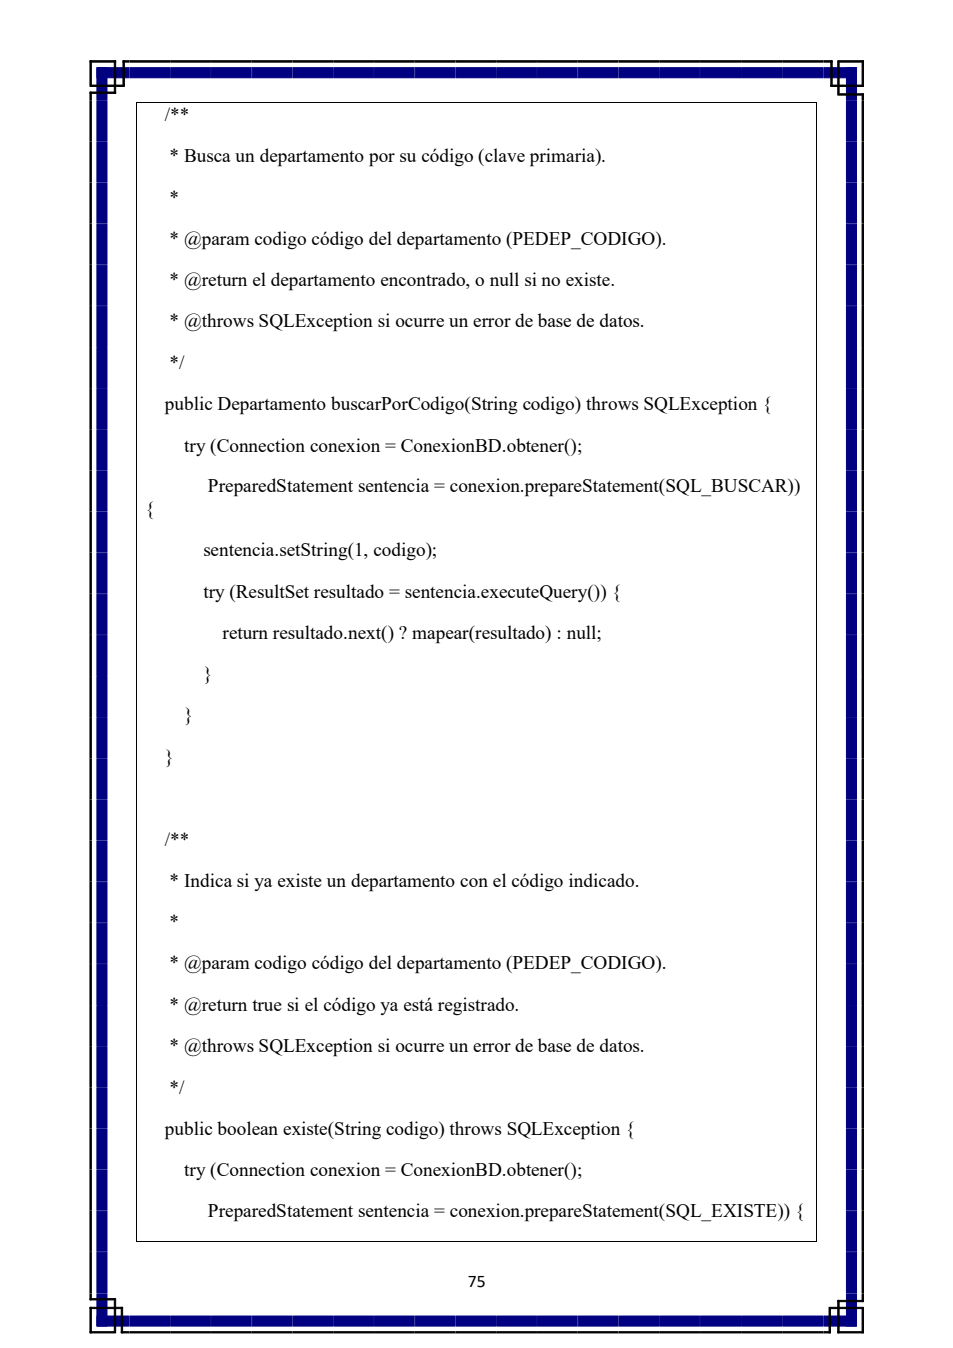 /**
* Busca un departamento por su código (clave primaria).
*
* @param codigo código del departamento (PEDEP_CODIGO).
* @return el departamento encontrado, o null si no existe.
* @throws SQLException si ocurre un error de base de datos.
*/
public Departamento buscarPorCodigo(String codigo) throws SQLException {
try (Connection conexion = ConexionBD.obtener();
PreparedStatement sentencia = conexion.prepareStatement(SQL_BUSCAR))
{
sentencia.setString(1, codigo);
try (ResultSet resultado = sentencia.executeQuery()) {
return resultado.next() ? mapear(resultado) : null;
}
}
}
/**
* Indica si ya existe un departamento con el código indicado.
*
* @param codigo código del departamento (PEDEP_CODIGO).
* @return true si el código ya está registrado.
* @throws SQLException si ocurre un error de base de datos.
*/
public boolean existe(String codigo) throws SQLException {
try (Connection conexion = ConexionBD.obtener();
PreparedStatement sentencia = conexion.prepareStatement(SQL_EXISTE)) {
75